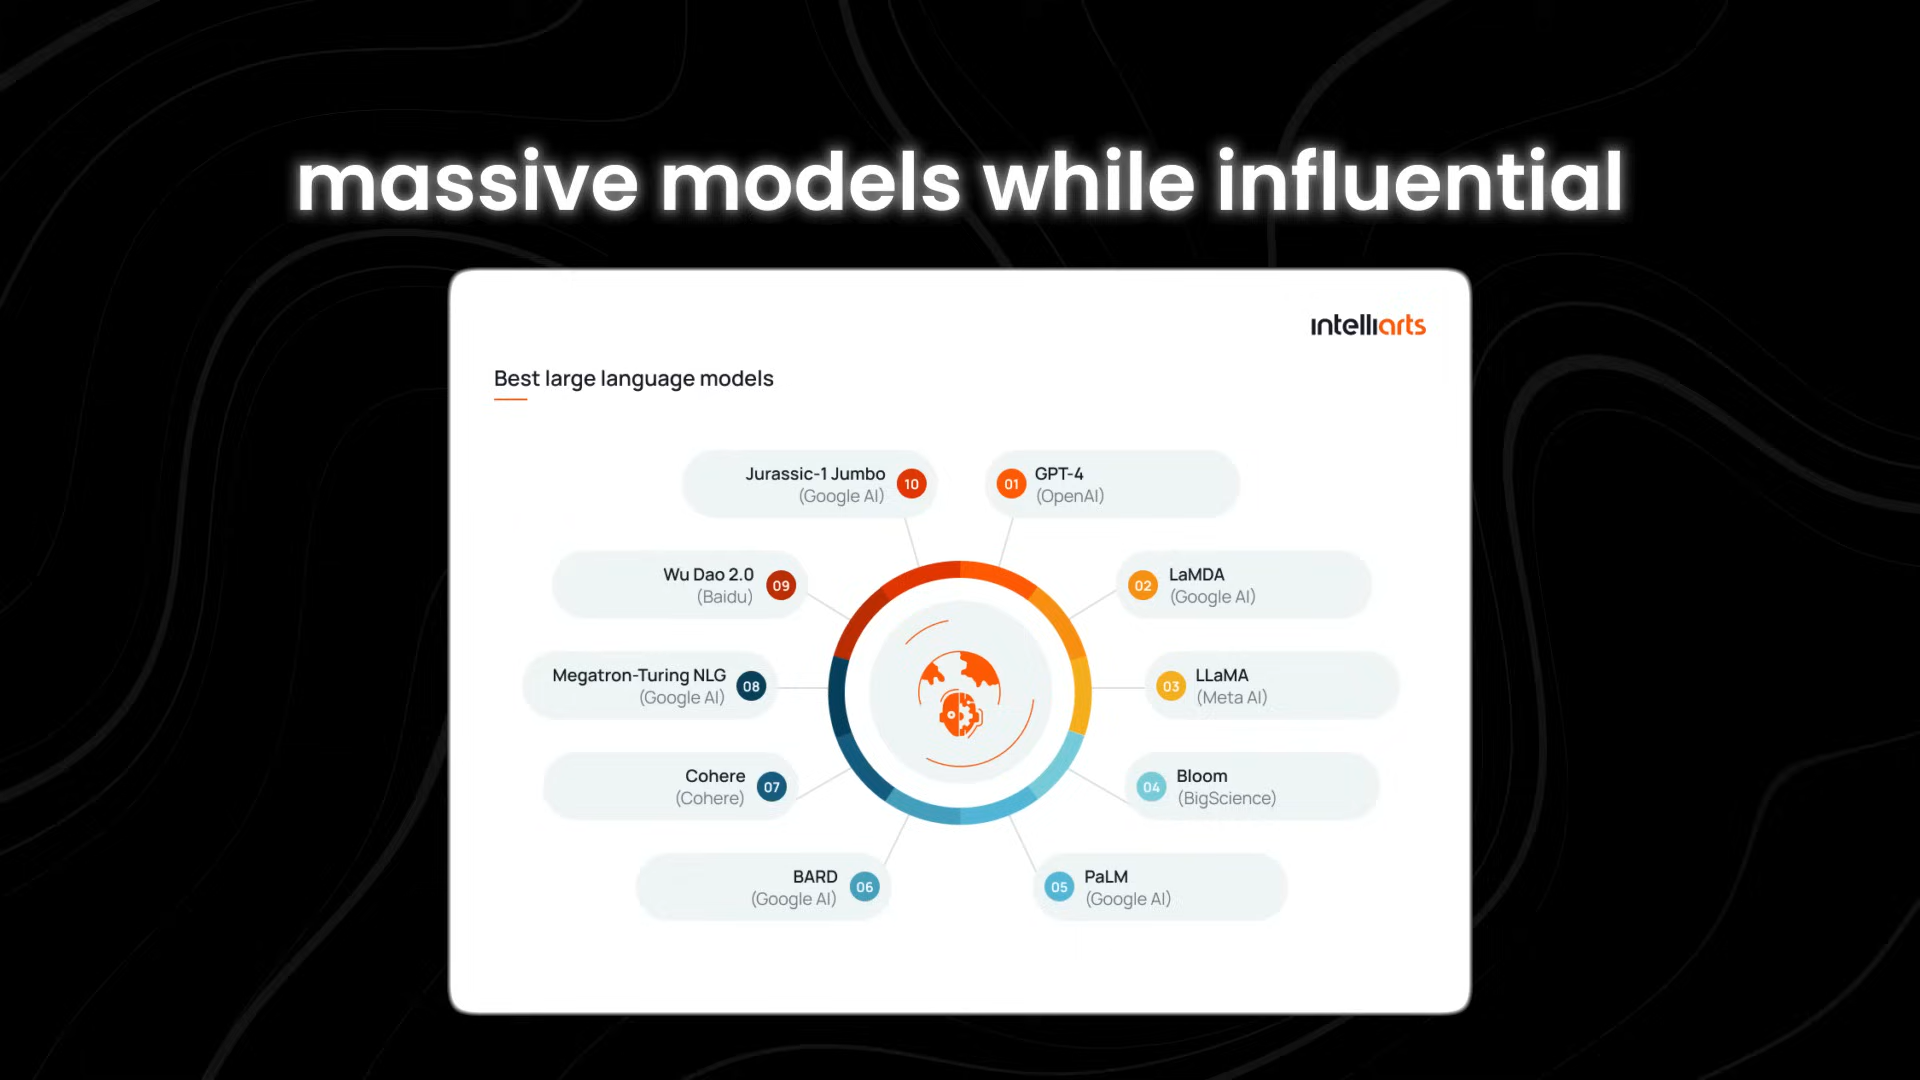 massive models while influential
intelliarts
Best large language models
01
GPT-4
(OpenAI)
02
LaMDA
(Google AI)
03
LLaMA
(Meta AI)
04
Bloom
(BigScience)
05
PaLM
(Google AI)
BARD
(Google AI)
06
Cohere
(Cohere)
07
Megatron-Turing NLG
(Google AI)
08
Wu Dao 2.0
(Baidu)
09
Jurassic-1 Jumbo
(Google AI)
10